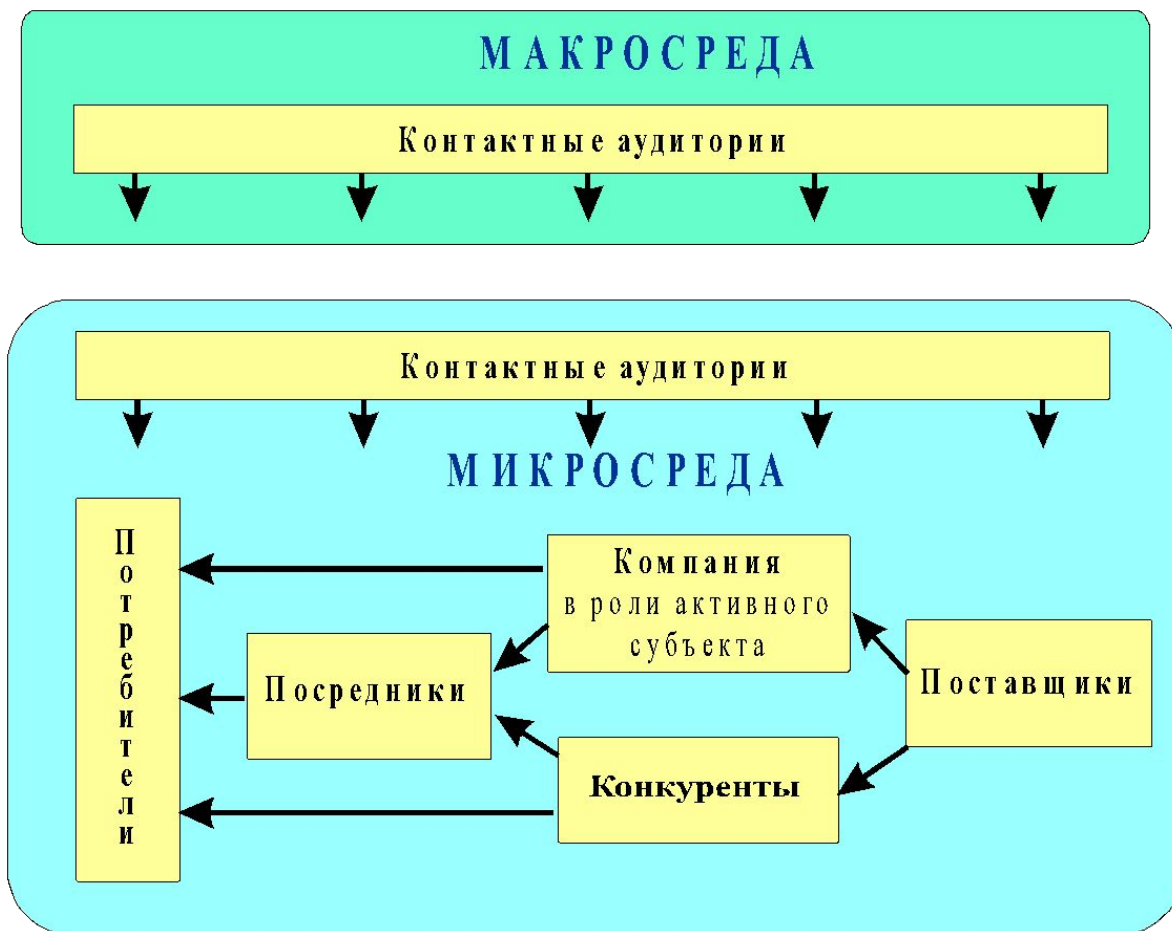 МАКРОСРЕДА
Контактные аудитории
Контактные аудитории
МИКРОСРЕДА
Потребители
Компания
в роли активного
субъекта
Посредники
Поставщики
Конкуренты